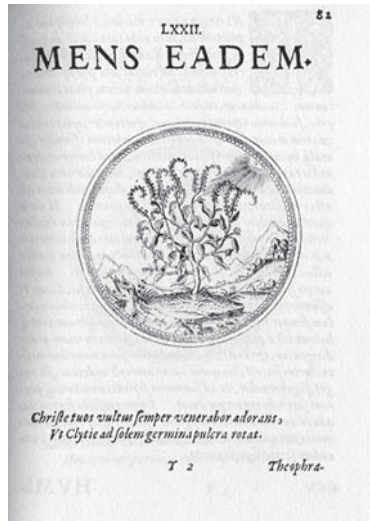 82
LXXII.
MENS EADEM.
Christe tuos vultus semper venerabor adorans,
Vt Clytie ad solem germina pulcra rotat.
T 2 Theophra-